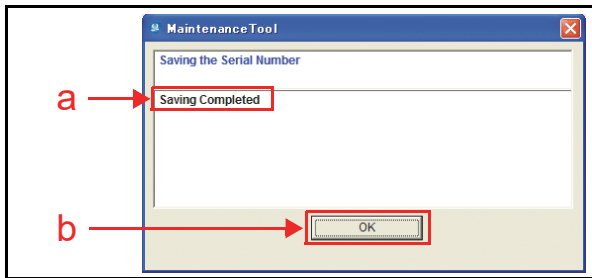 MaintenanceTool
Saving the Serial Number
a
Saving Completed
b
OK